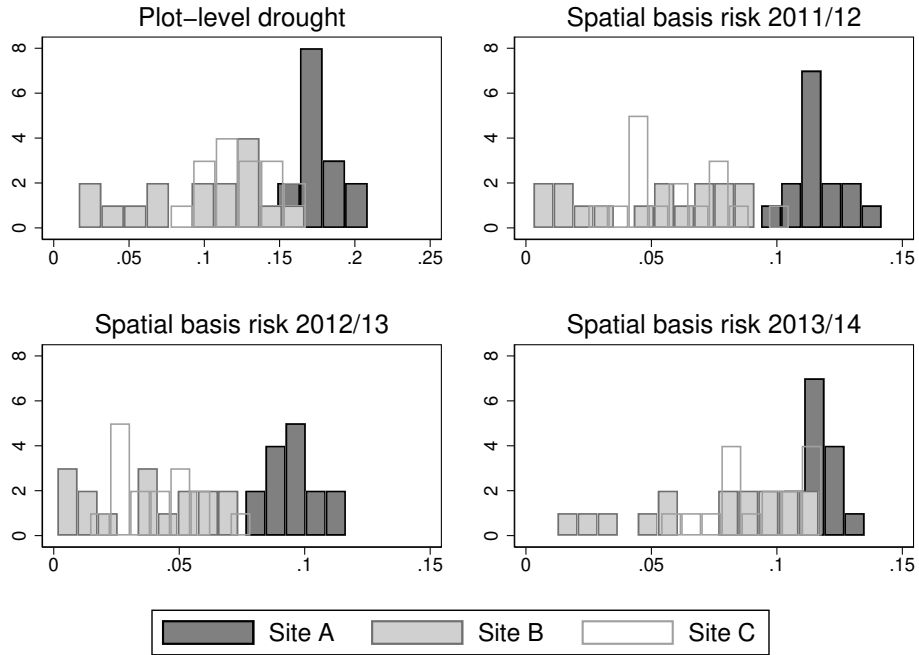 Plot−level drought
Spatial basis risk 2011/12
8
6
4
2
0
0 .05 .1 .15 .2 .25
8
6
4
2
0
0 .05 .1 .15
Spatial basis risk 2012/13
Spatial basis risk 2013/14
8
6
4
2
0
0 .05 .1 .15
8
6
4
2
0
0 .05 .1 .15
Site A Site B Site C